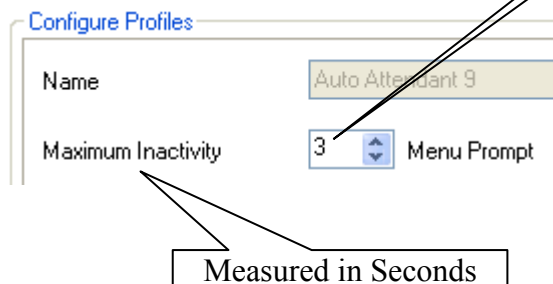 Configure Profiles
Name Auto Attendant 9
Maximum Inactivity 3 Menu Prompt
Measured in Seconds